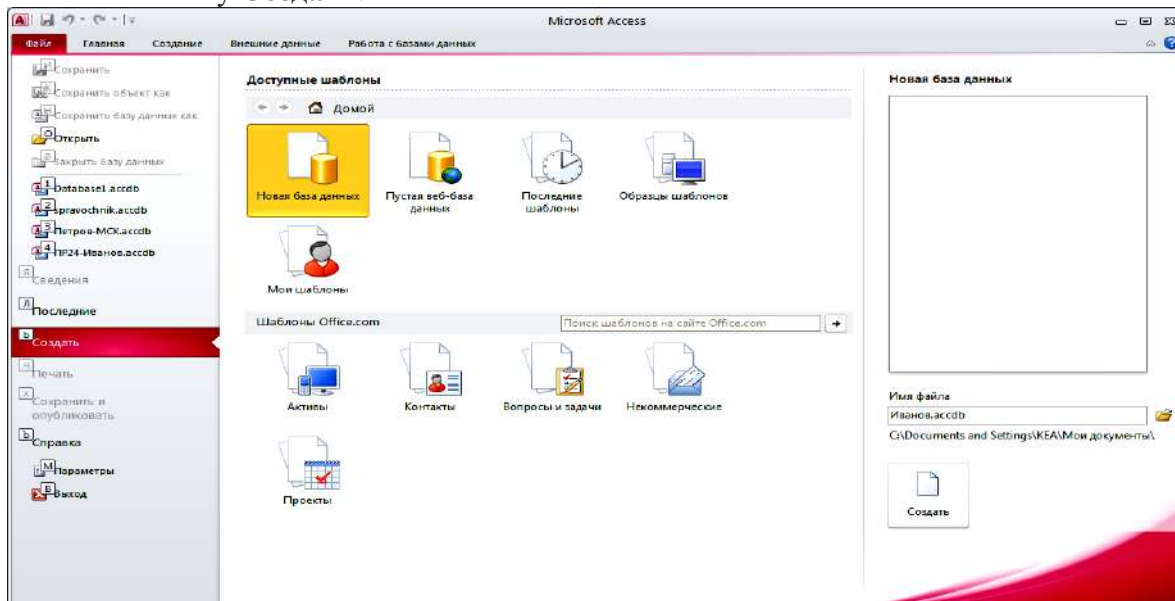 Microsoft Access
Файл Главная Создание Внешние данные Работа с базами данных
Сохранить
Сохранить объект как
Сохранить базу данных как
Открыть
Закрыть базу данных
1 Database1.accdb
2 spravochnik.accdb
3 Петров-МСК.accdb
4 ПР24-Иванов.accdb
Сведения
Последние
Создать
Печать
Сохранить и
опубликовать
Справка
Параметры
Выход
Доступные шаблоны
Домой
Новая база данных
Пустая веб-база
данных
Последние
шаблоны
Образцы шаблонов
Мои шаблоны
Шаблоны Office.com
Поиск шаблонов на сайте Office.com
Активы
Контакты
Вопросы и задачи
Некоммерческие
Проекты
Новая база данных
Имя файла
Иванов.accdb
C:\Documents and Settings\KEA\Мои документы\
Создать